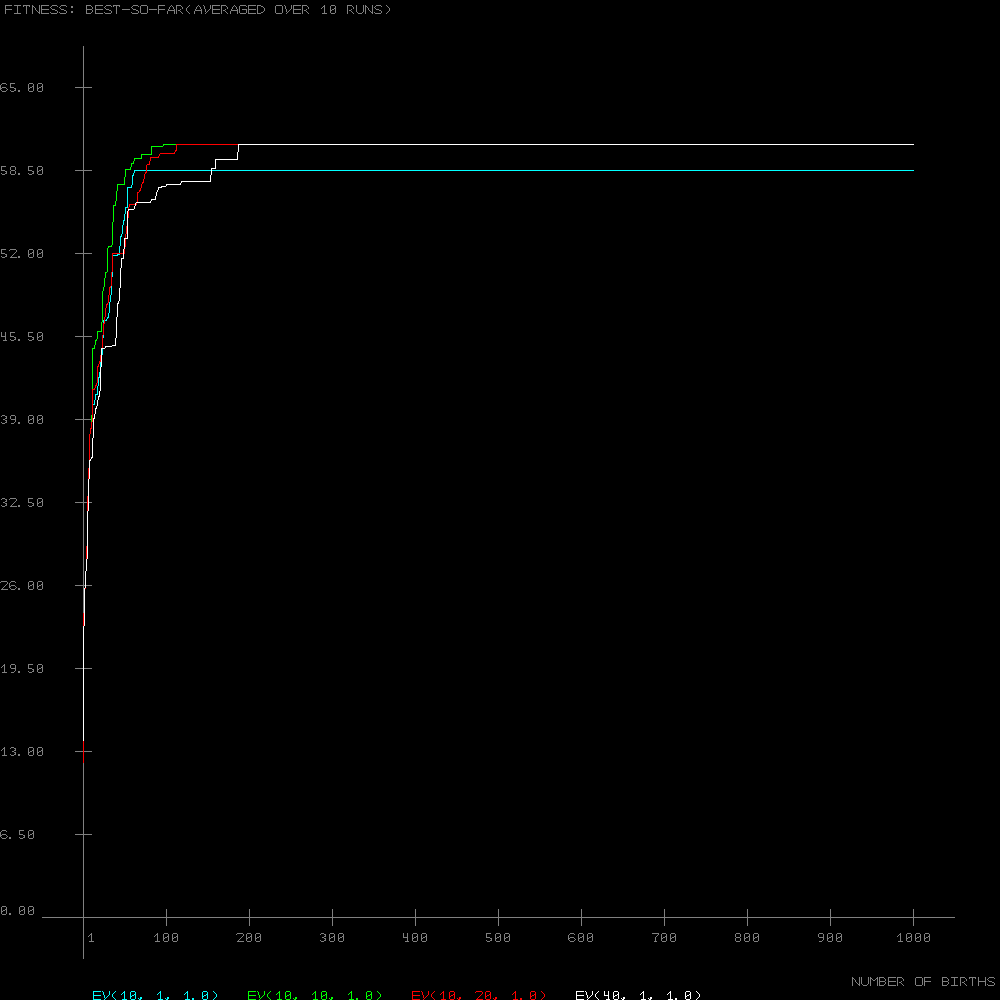 FITNESS: BEST-SO-FAR(AVERAGED OVER 10 RUNS)
65.00
58.50
52.00
45.50
39.00
32.50
26.00
19.50
13.00
6.50
0.00
1 100 200 300 400 500 600 700 800 900 1000
NUMBER OF BIRTHS
EV(10, 1, 1.0) EV(10, 10, 1.0) EV(10, 20, 1.0) EV(40, 1, 1.0)